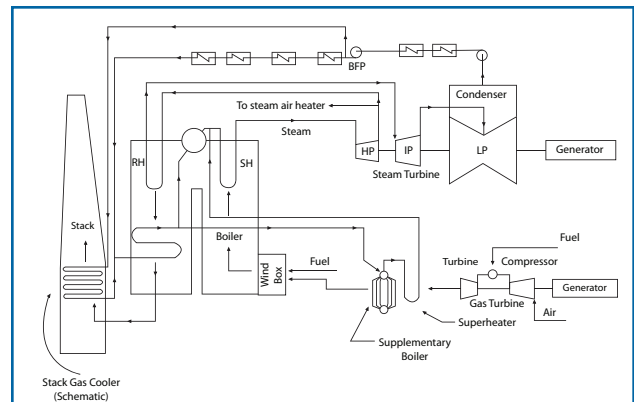 BFP
Condenser
To steam air heater
Steam
RH
SH
HP
IP
LP
Generator
Steam Turbine
Stack
Boiler
Fuel
Wind
Box
Fuel
Turbine
Compressor
Gas Turbine
Generator
Air
Superheater
Supplementary
Boiler
Stack Gas Cooler
(Schematic)